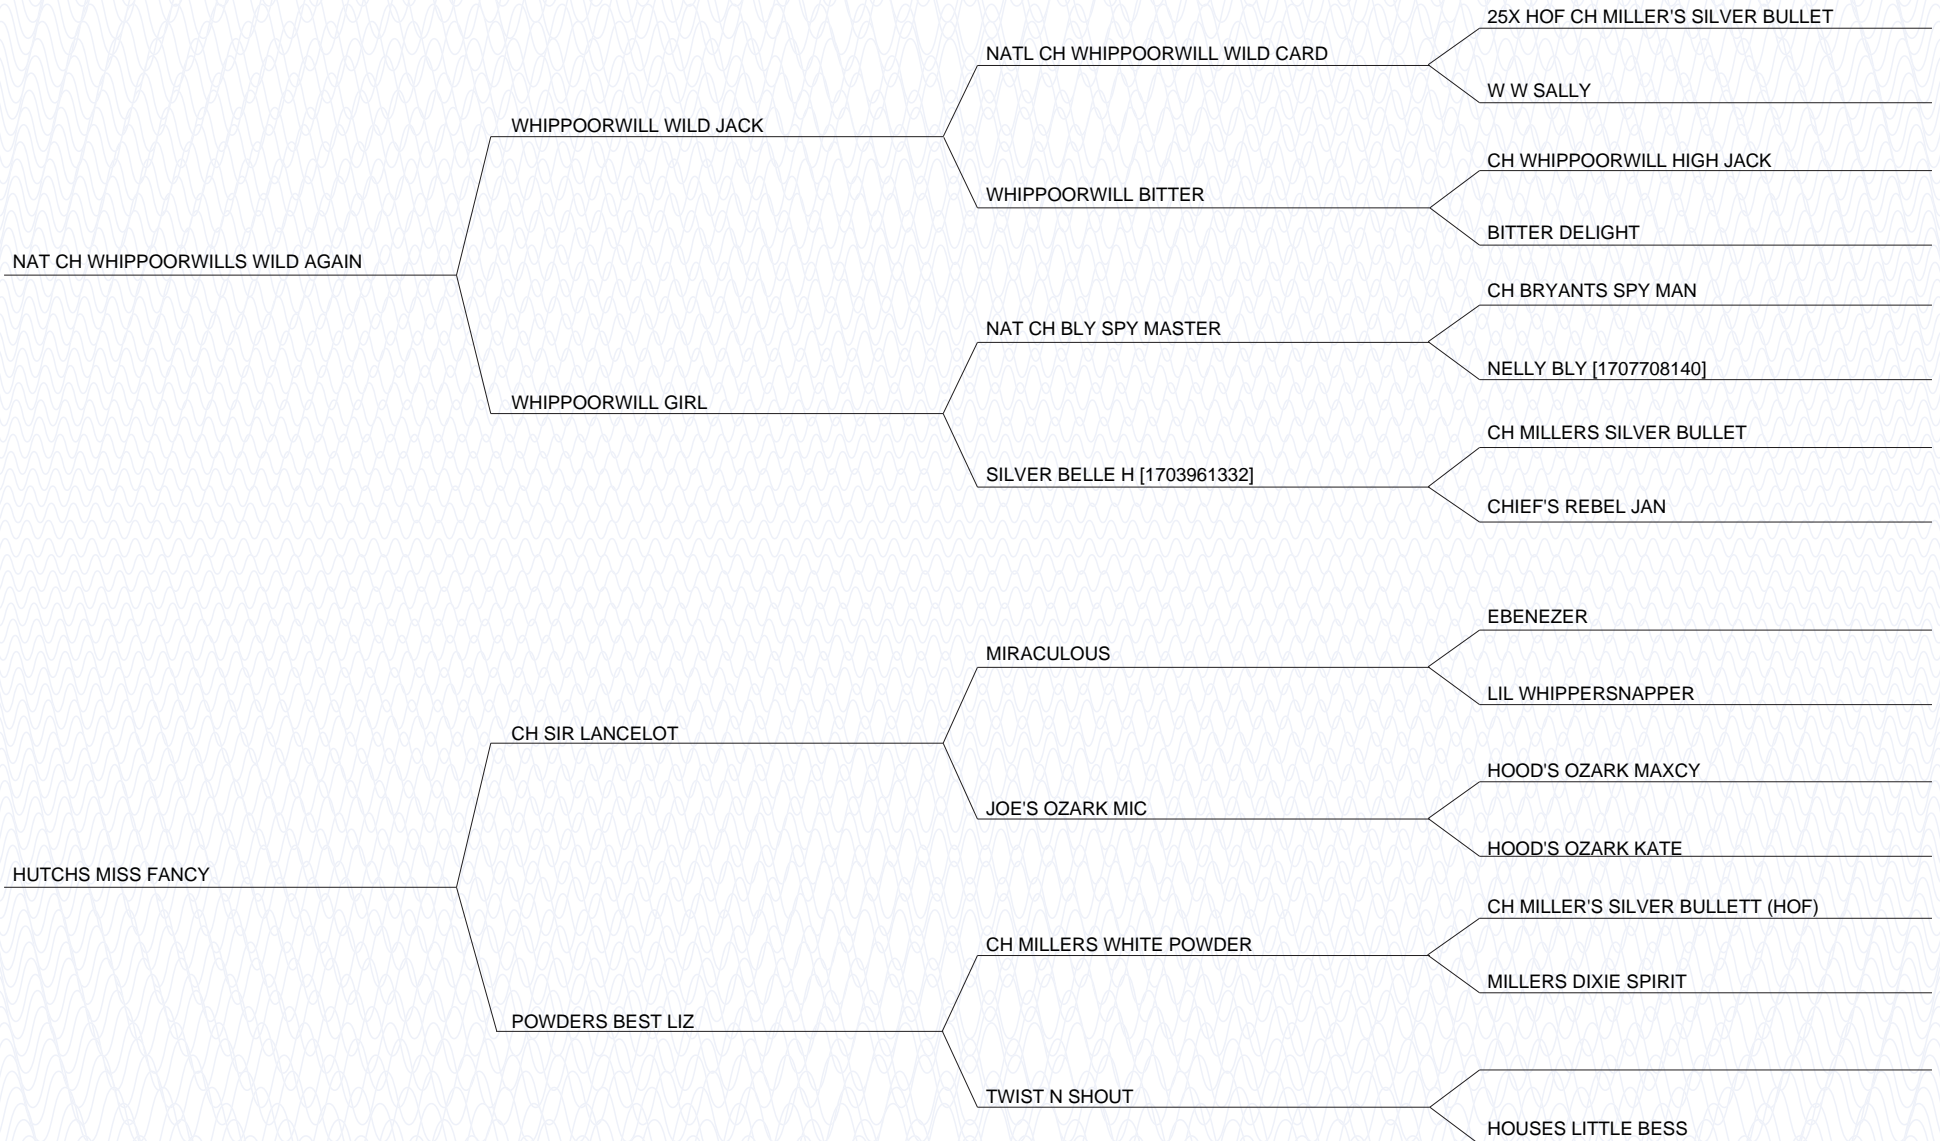 25X HOF CH MILLER'S SILVER BULLET
NATL CH WHIPPOORWILL WILD CARD
W W SALLY
WHIPPOORWILL WILD JACK
CH WHIPPOORWILL HIGH JACK
WHIPPOORWILL BITTER
BITTER DELIGHT
NAT CH WHIPPOORWILLS WILD AGAIN
CH BRYANTS SPY MAN
NAT CH BLY SPY MASTER
NELLY BLY [1707708140]
WHIPPOORWILL GIRL
CH MILLERS SILVER BULLET
SILVER BELLE H [1703961332]
CHIEF'S REBEL JAN
EBENEZER
MIRACULOUS
LIL WHIPPERSNAPPER
CH SIR LANCELOT
HOOD'S OZARK MAXCY
JOE'S OZARK MIC
HOOD'S OZARK KATE
HUTCHS MISS FANCY
CH MILLER'S SILVER BULLETT (HOF)
CH MILLERS WHITE POWDER
MILLERS DIXIE SPIRIT
POWDERS BEST LIZ
TWIST N SHOUT
HOUSES LITTLE BESS